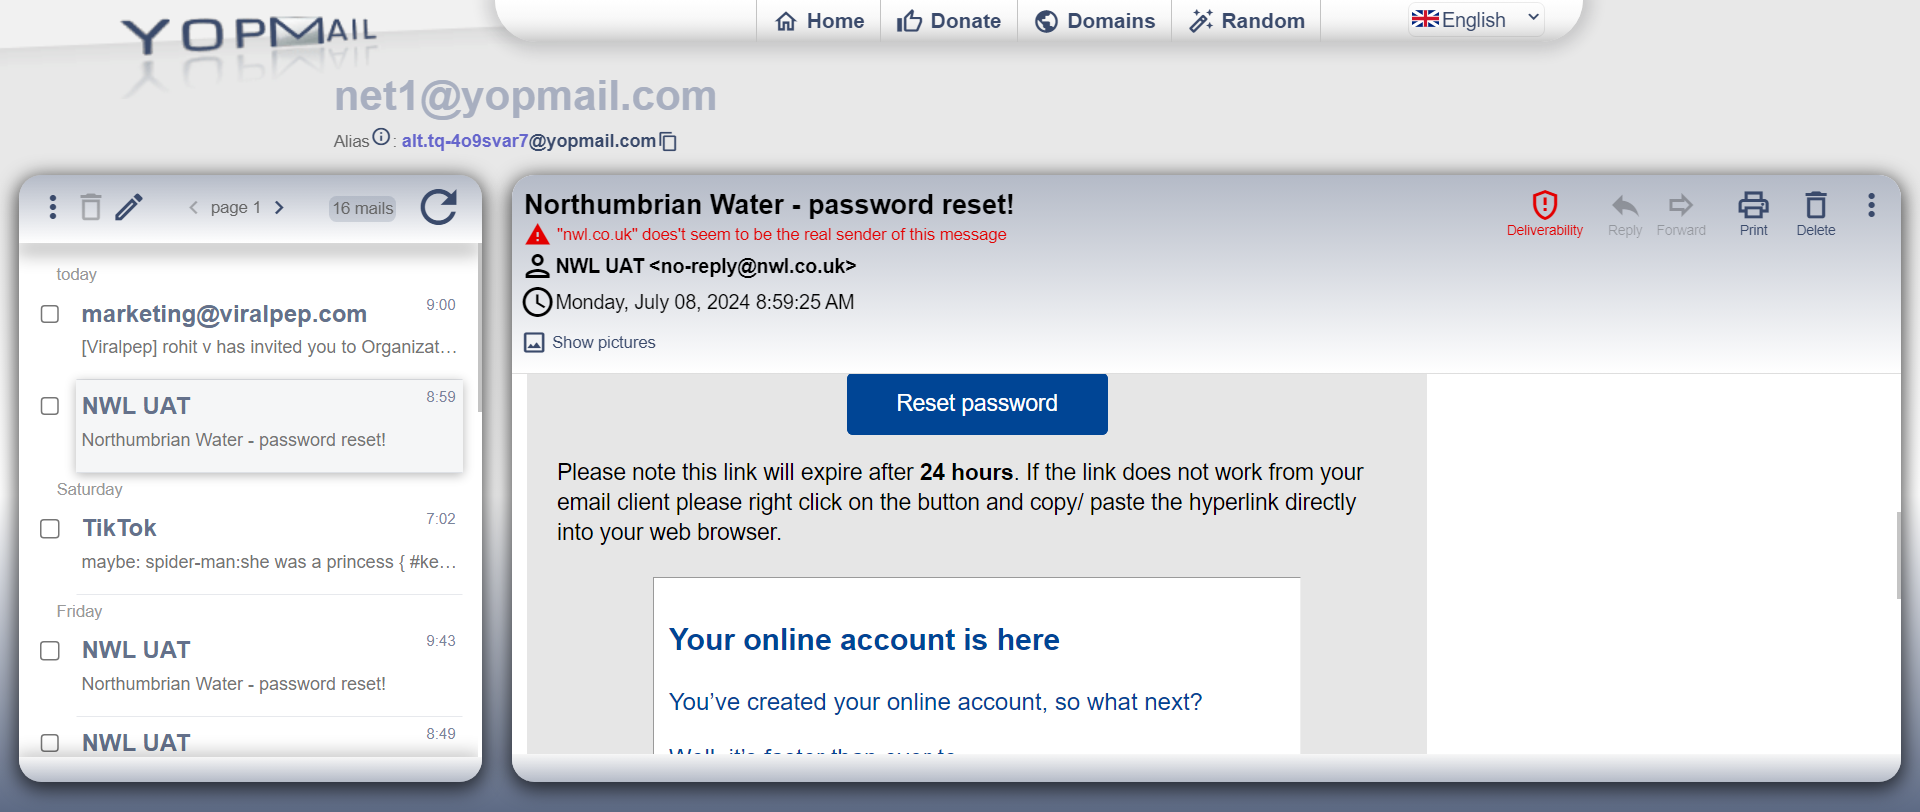 YOPMAIL
Home
Donate
Domains
Random
English
net1@yopmail.com
Alias : alt.tq-4o9svar7@yopmail.com
page 1
16 mails
today
marketing@viralpep.com
9:00
[Viralpep] rohit v has invited you to Organizat…
NWL UAT
8:59
Northumbrian Water - password reset!
Saturday
TikTok
7:02
maybe: spider-man:she was a princess { #ke…
Friday
NWL UAT
9:43
Northumbrian Water - password reset!
NWL UAT
8:49
Northumbrian Water - password reset!
"nwl.co.uk" does't seem to be the real sender of this message
NWL UAT <no-reply@nwl.co.uk>
Monday, July 08, 2024 8:59:25 AM
Show pictures
Deliverability
Reply
Forward
Print
Delete
Reset password
Please note this link will expire after 24 hours. If the link does not work from your
email client please right click on the button and copy/ paste the hyperlink directly
into your web browser.
Your online account is here
You've created your online account, so what next?
Well, it's faster than ever to